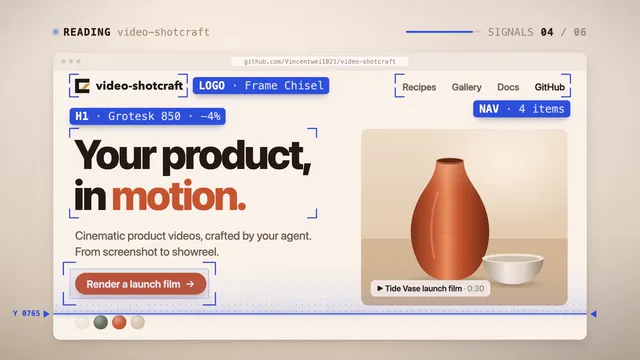 READING video-shotcraft
SIGNALS 04 / 06
github.com/Vincentwei1021/video-shotcraft
video-shotcraft
LOGO · Frame Chisel
Recipes Gallery Docs GitHub
NAV · 4 items
H1 · Grotesk 850 · −4%
Your product,
in motion.
Cinematic product videos, crafted by your agent.
From screenshot to showreel.
Render a launch film →
▶ Tide Vase launch film · 0:30
Y 0765